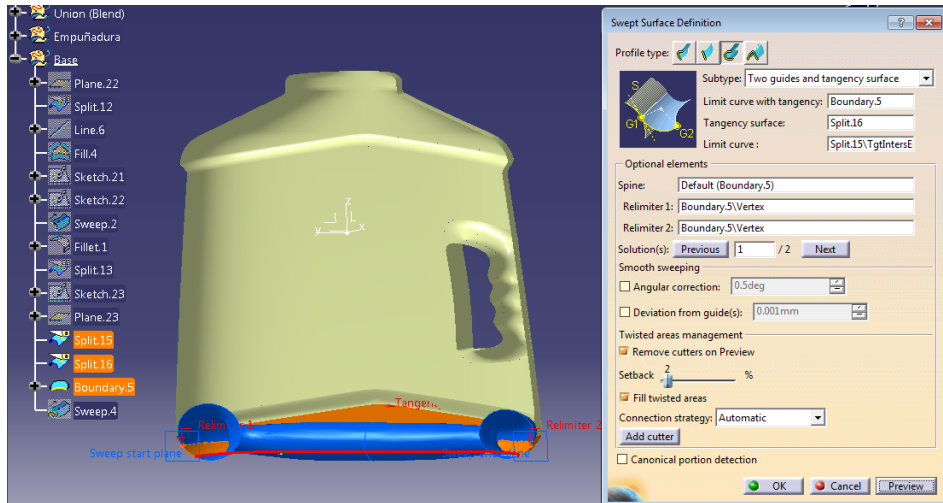 Union (Blend)
Empuñadura
Base
Plane.22
Split.12
Line.6
Fill.4
Sketch.21
Sketch.22
Sweep.2
Fillet.1
Split.13
Sketch.23
Plane.23
Split.15
Split.16
Boundary.5
Sweep.4
z
y
x
Tangen
Relimiter 1
Relimiter 2
Sweep start plane
Swept Surface Definition
Profile type:
Subtype: Two guides and tangency surface
Limit curve with tangency: Boundary.5
Tangency surface: Split.16
Limit curve : Split.15\TgtIntersE
S
G1
G2
Optional elements
Spine: Default (Boundary.5)
Relimiter 1: Boundary.5\Vertex
Relimiter 2: Boundary.5\Vertex
Solution(s): Previous 1 / 2 Next
Smooth sweeping
Angular correction: 0.5deg
Deviation from guide(s): 0.001mm
Twisted areas management
Remove cutters on Preview
Setback 2 %
Fill twisted areas
Connection strategy: Automatic
Add cutter
Canonical portion detection
OK Cancel Preview